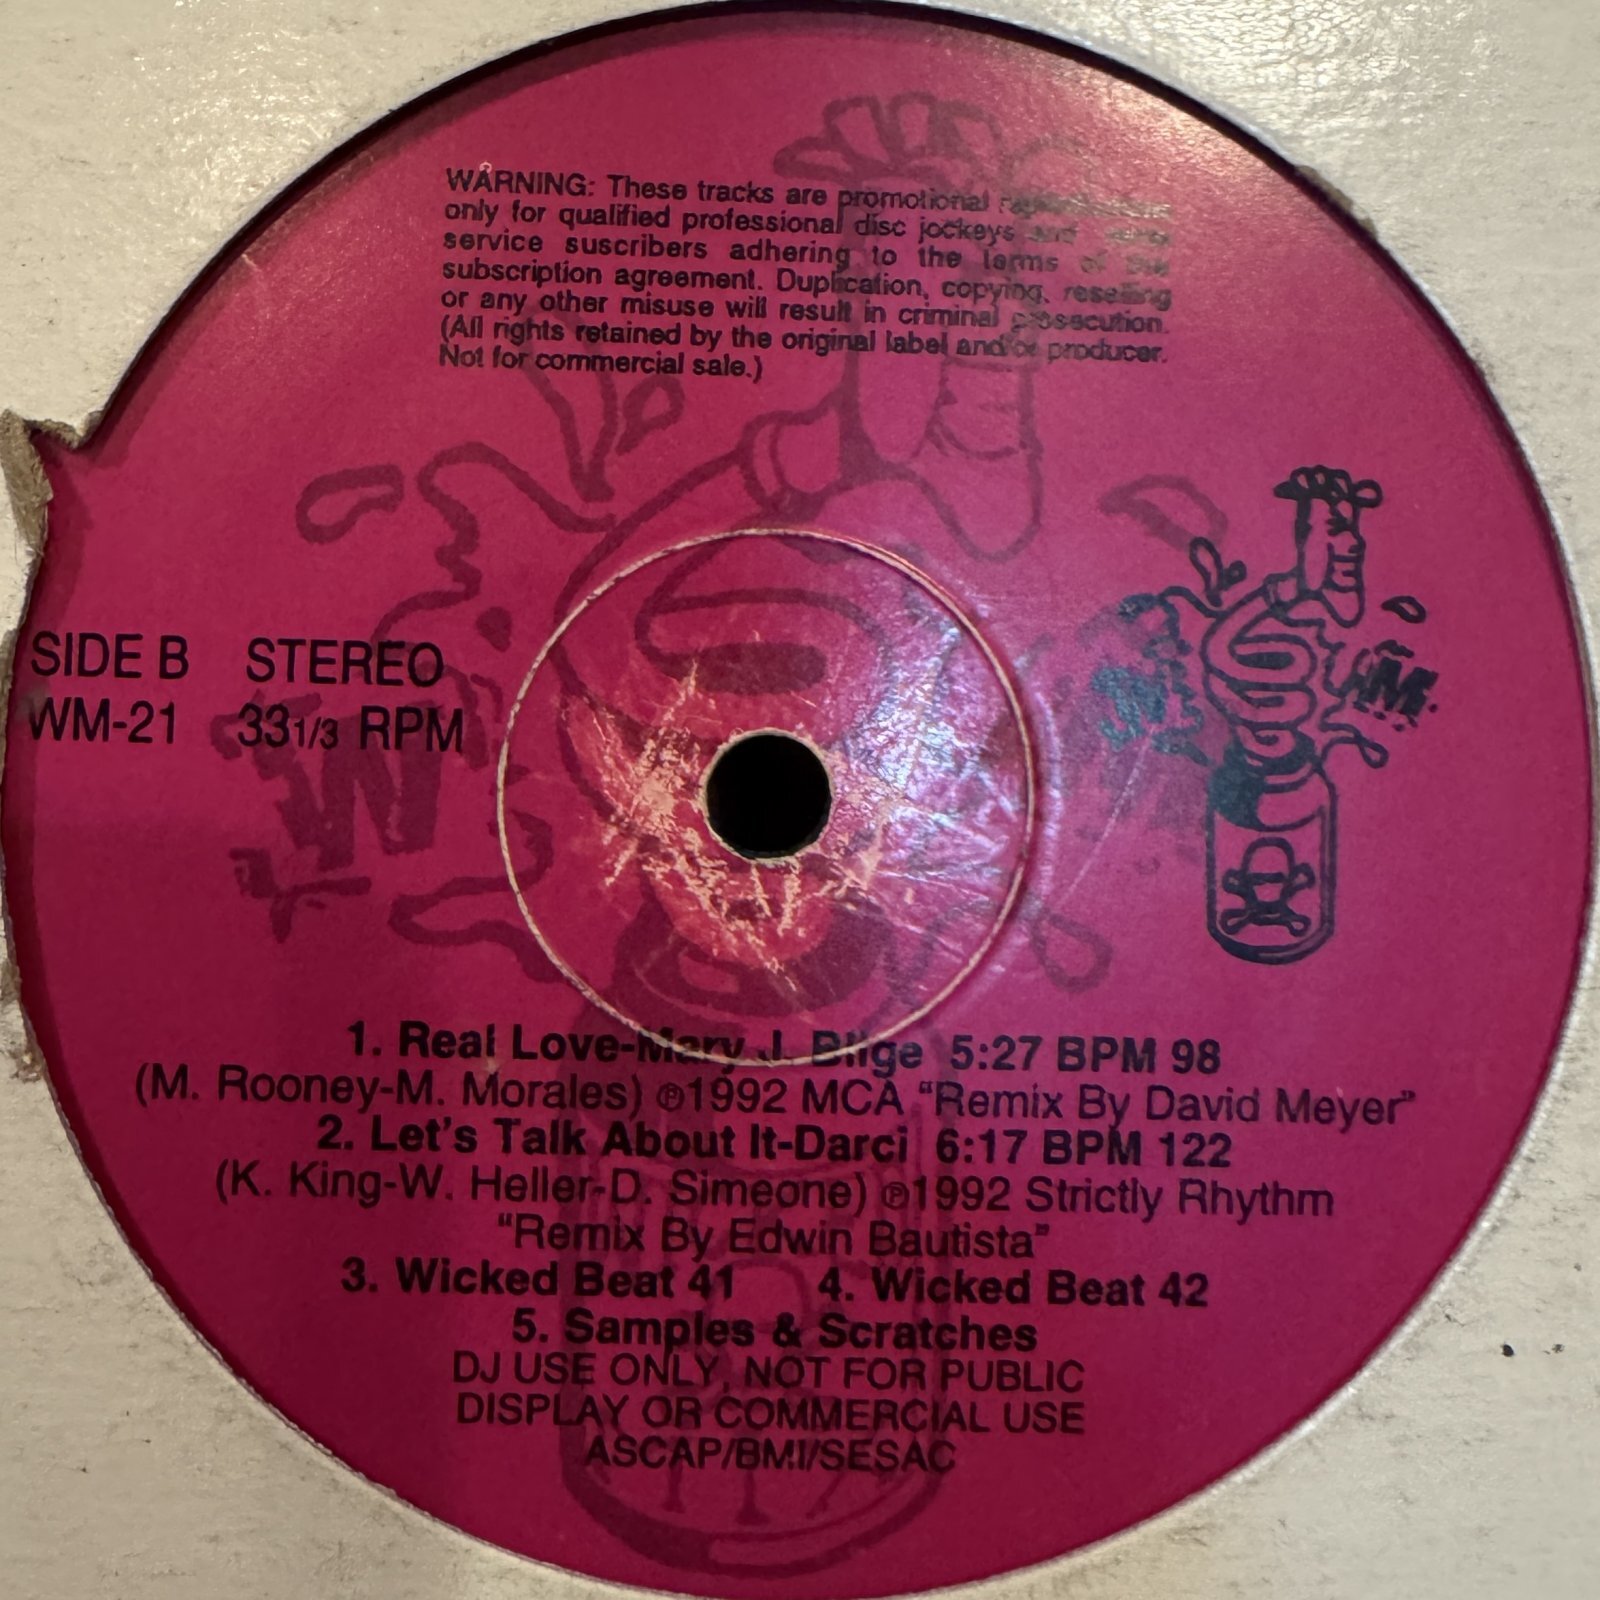 WARNING: These tracks are promotional
only for qualified professional disc jockeys and
service suscribers adhering to the terms of the
subscription agreement. Duplication, copying, reselling
or any other misuse will result in criminal prosecution.
(All rights retained by the original label and/or producer.
Not for commercial sale.)
SIDE B STEREO
WM-21 33 1/3 RPM
1. Real Love-Mary J. Blige 5:27 BPM 98
(M. Rooney-M. Morales) ℗1992 MCA “Remix By David Meyer”
2. Let's Talk About It-Darci 6:17 BPM 122
(K. King-W. Heller-D. Simeone) ℗1992 Strictly Rhythm
“Remix By Edwin Bautista”
3. Wicked Beat 41 4. Wicked Beat 42
5. Samples & Scratches
DJ USE ONLY, NOT FOR PUBLIC
DISPLAY OR COMMERCIAL USE
ASCAP/BMI/SESAC